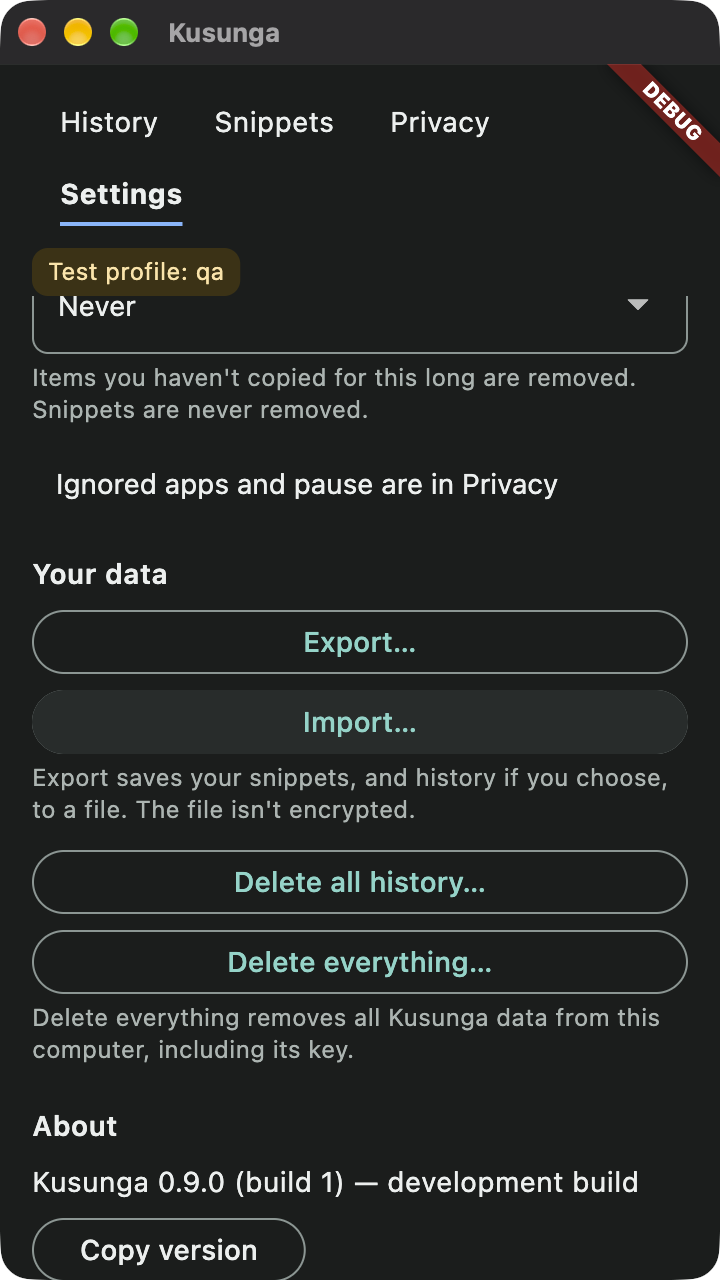 Kusunga
DEBUG
History Snippets Privacy
Settings
Test profile: qa
Never
Items you haven't copied for this long are removed.
Snippets are never removed.
Ignored apps and pause are in Privacy
Your data
Export...
Import...
Export saves your snippets, and history if you choose,
to a file. The file isn't encrypted.
Delete all history...
Delete everything...
Delete everything removes all Kusunga data from this
computer, including its key.
About
Kusunga 0.9.0 (build 1) — development build
Copy version